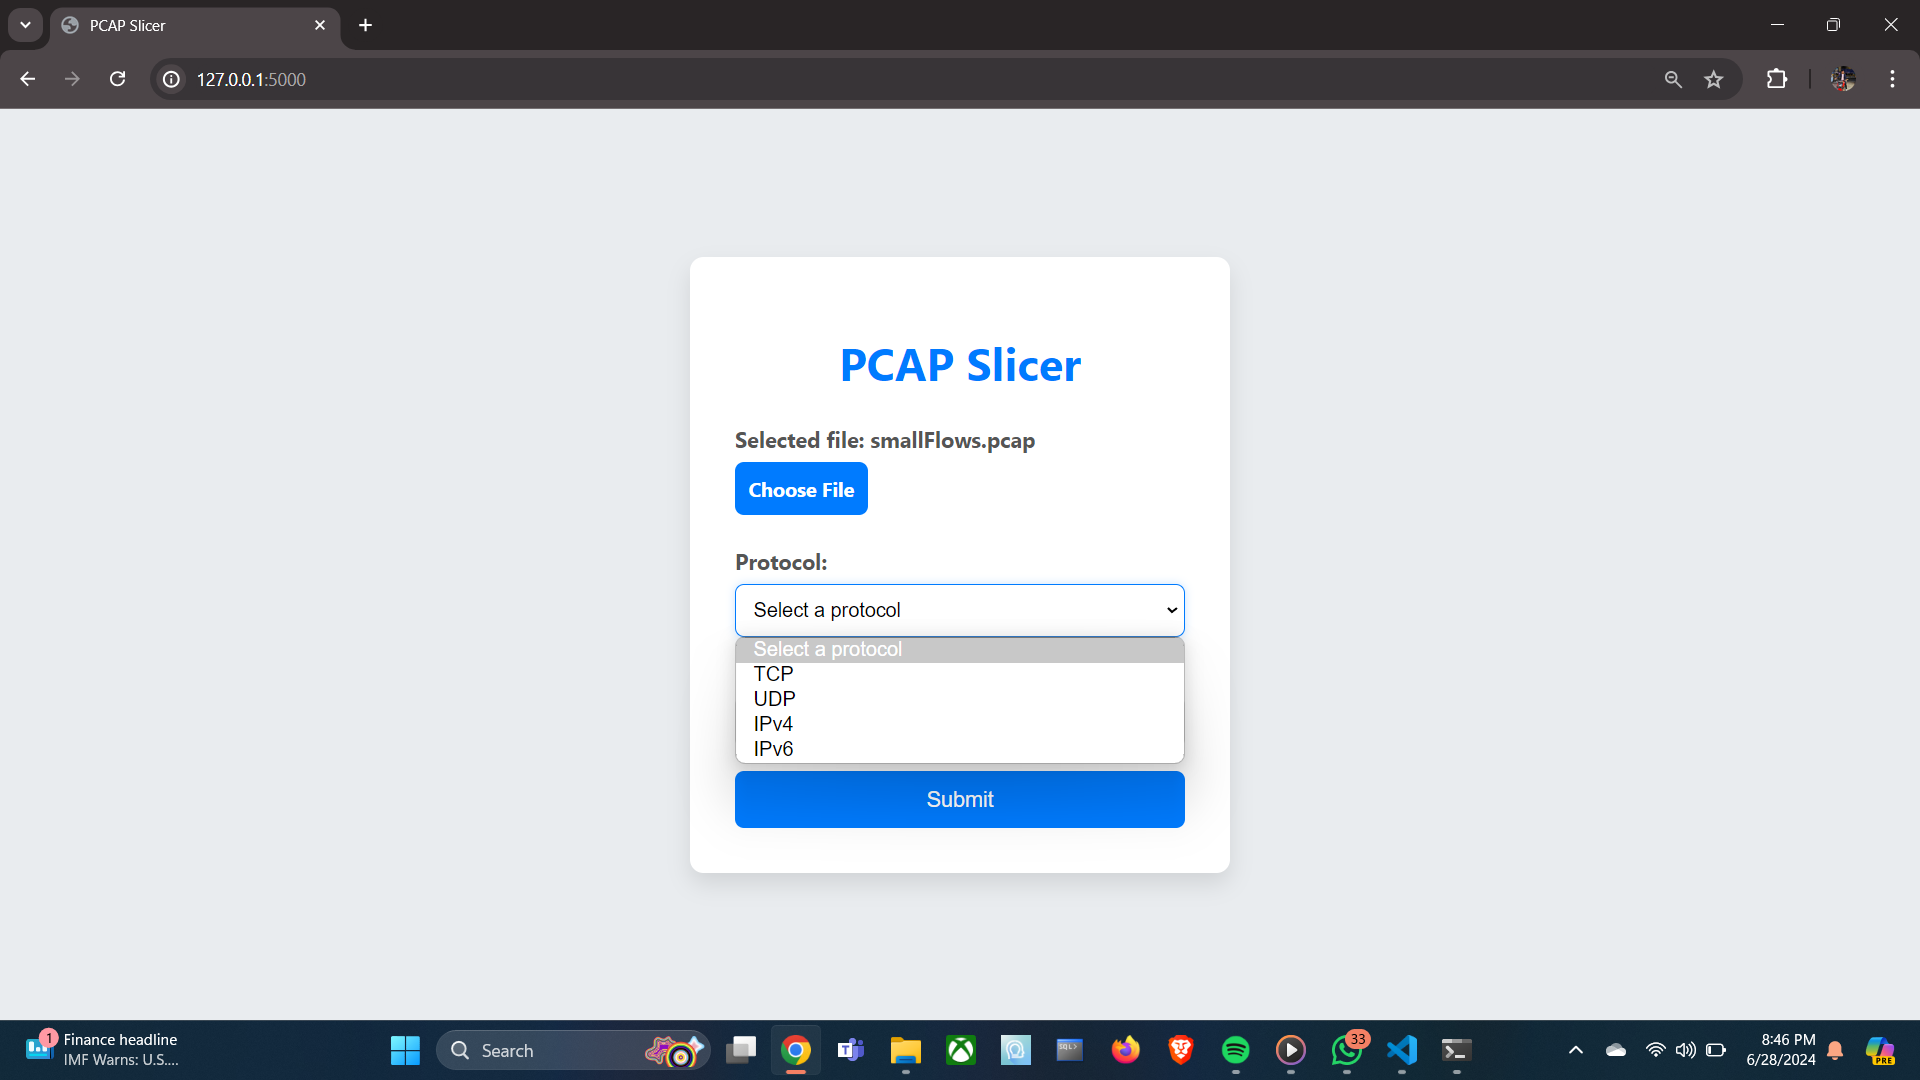 PCAP Slicer
127.0.0.1:5000
PCAP Slicer
Selected file: smallFlows.pcap
Choose File
Protocol:
Select a protocol
Select a protocol
TCP
UDP
IPv4
IPv6
Submit
1
Finance headline
IMF Warns: U.S....
Search
T
SQL>
33
8:46 PM
6/28/2024
PRE